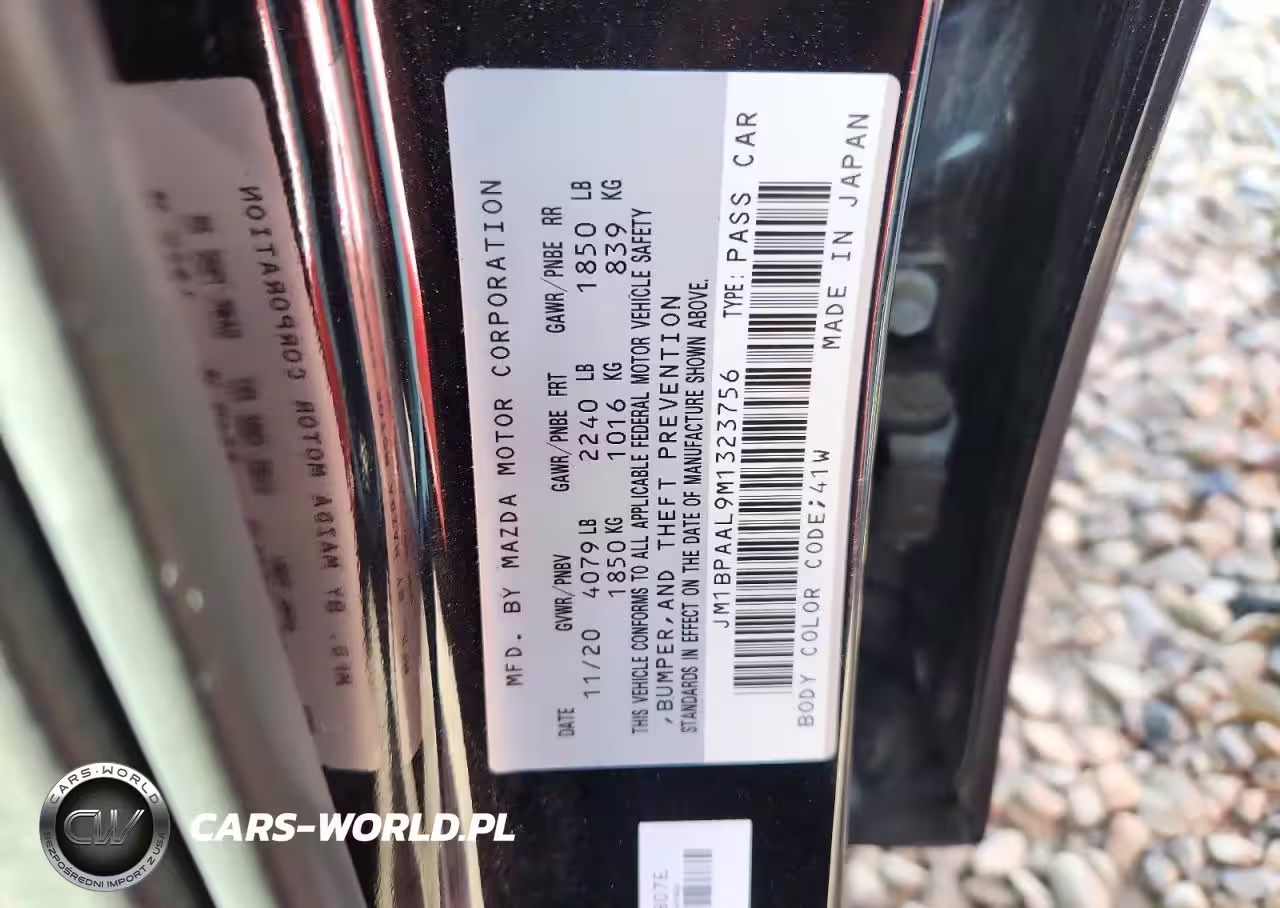 MFD. BY MAZDA MOTOR CORPORATION
DATE GVWR/PNBV GAWR/PNBE FRT GAWR/PNBE RR
11/20 4079 LB 2240 LB 1850 LB
1850 KG 1016 KG 839 KG
THIS VEHICLE CONFORMS TO ALL APPLICABLE FEDERAL MOTOR VEHICLE SAFETY
,BUMPER,AND THEFT PREVENTION
STANDARDS IN EFFECT ON THE DATE OF MANUFACTURE SHOWN ABOVE.
JM1BPAAL9M1323756 TYPE:PASS CAR
BODY COLOR CODE;41W
MADE IN JAPAN
CARS-WORLD
CW
BEZPOŚREDNI IMPORT Z USA
CARS-WORLD.PL